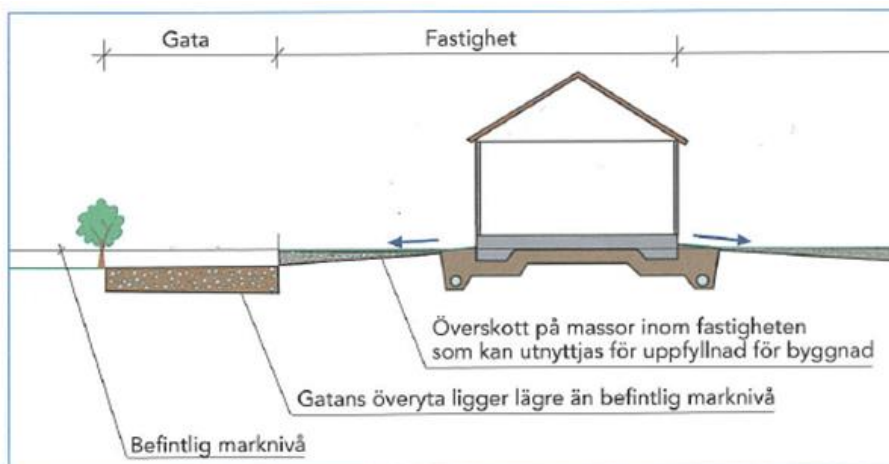 Gata
Fastighet
Överskott på massor inom fastigheten
som kan utnyttjas för uppfyllnad för byggnad
Gatans överyta ligger lägre än befintlig marknivå
Befintlig marknivå